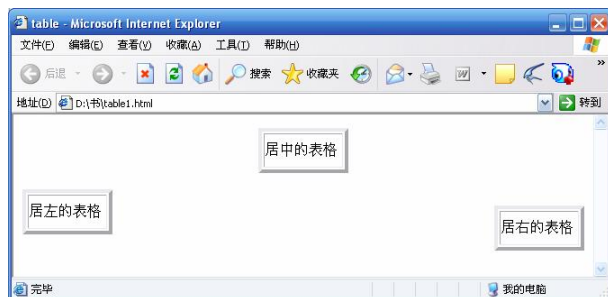 table - Microsoft Internet Explorer
文件(F) 编辑(E) 查看(V) 收藏(A) 工具(T) 帮助(H)
后退 搜索 收藏夹 »
地址(D) D:\书\table1.html 转到
居中的表格
居左的表格
居右的表格
完毕 我的电脑